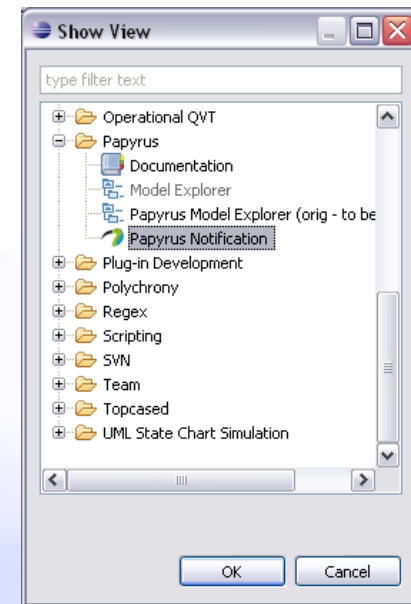 Show View
type filter text
Operational QVT
Papyrus
Documentation
Model Explorer
Papyrus Model Explorer (orig - to be
Papyrus Notification
Plug-in Development
Polychrony
Regex
Scripting
SVN
Team
Topcased
UML State Chart Simulation
OK Cancel